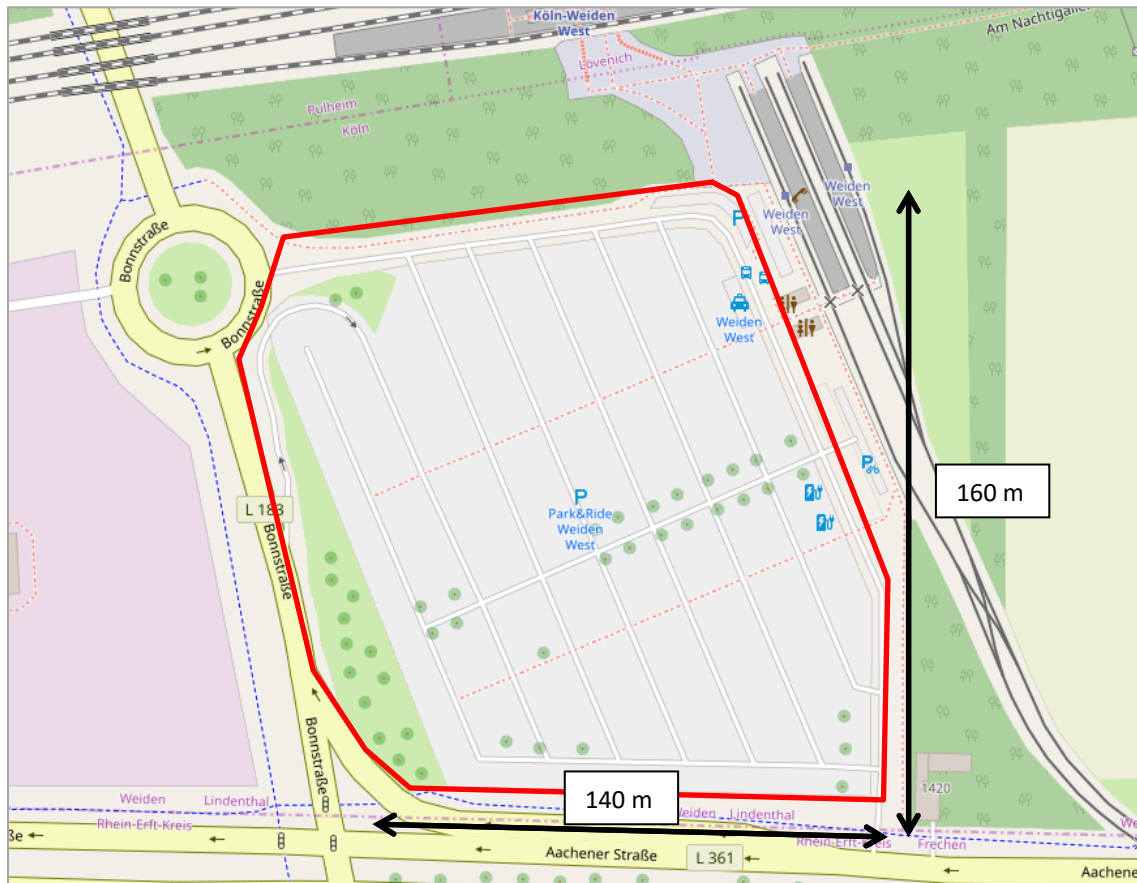 Köln-Weiden
West
Am Nachtigallen
Lövenich
Pulheim
Köln
Weiden
West
Weiden
West
Bonnstraße
Bonnstraße
P
Weiden
West
160 m
L 183
P
Park&Ride
Weiden
West
P
Bonnstraße
Bonnstraße
1420
140 m
Weiden
Lindenthal
Weiden
Lindenthal
We
Rhein-Erft-Kreis
Rhein-Erft-Kreis
Frechen
ße
Aachener Straße
L 361
Aachene